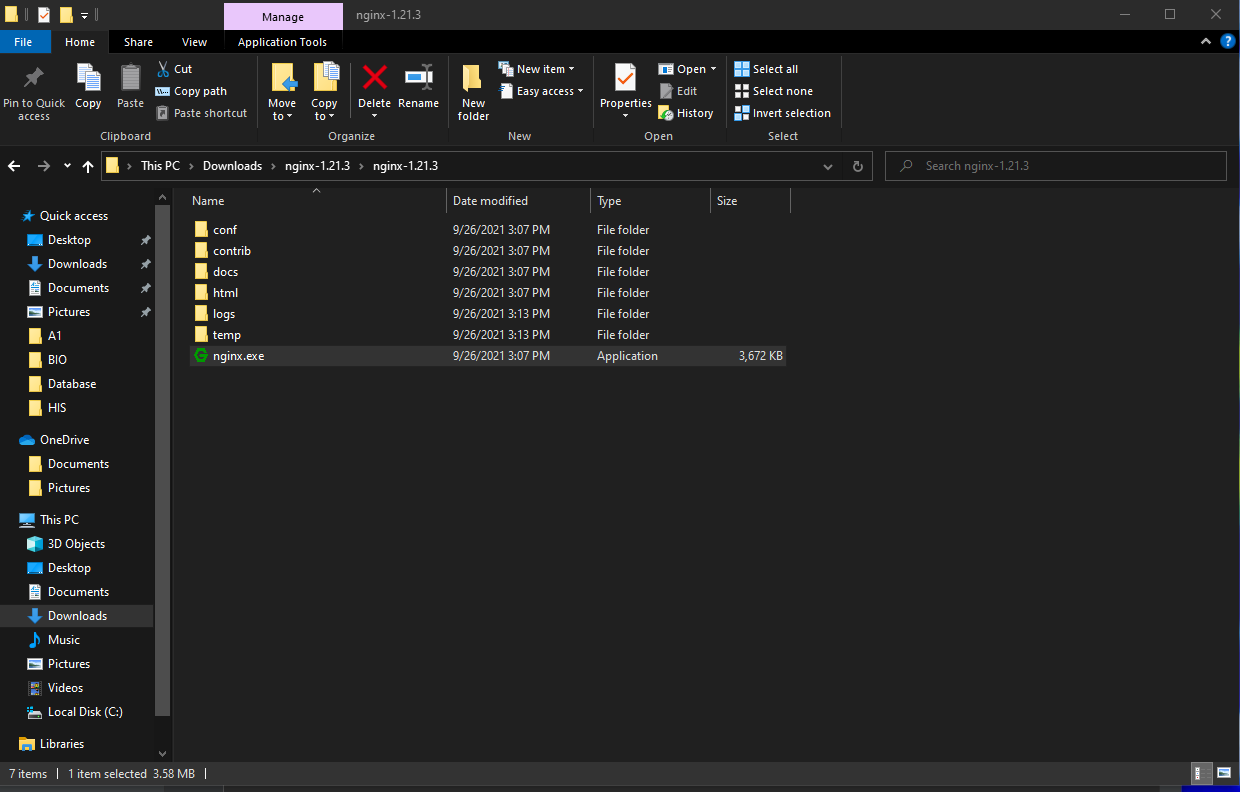 Manage nginx-1.21.3
File Home Share View Application Tools
Pin to Quick access
Copy
Paste
Cut
Copy path
Paste shortcut
Clipboard
Move to
Copy to
Delete
Rename
Organize
New folder
New item
Easy access
New
Properties
Open
Edit
History
Open
Select all
Select none
Invert selection
Select
This PC > Downloads > nginx-1.21.3 > nginx-1.21.3
Search nginx-1.21.3
Quick access
Desktop
Downloads
Documents
Pictures
A1
BIO
Database
HIS
OneDrive
Documents
Pictures
This PC
3D Objects
Desktop
Documents
Downloads
Music
Pictures
Videos
Local Disk (C:)
Libraries
Name Date modified Type Size
conf 9/26/2021 3:07 PM File folder
contrib 9/26/2021 3:07 PM File folder
docs 9/26/2021 3:07 PM File folder
html 9/26/2021 3:07 PM File folder
logs 9/26/2021 3:13 PM File folder
temp 9/26/2021 3:13 PM File folder
nginx.exe 9/26/2021 3:07 PM Application 3,672 KB
7 items 1 item selected 3.58 MB